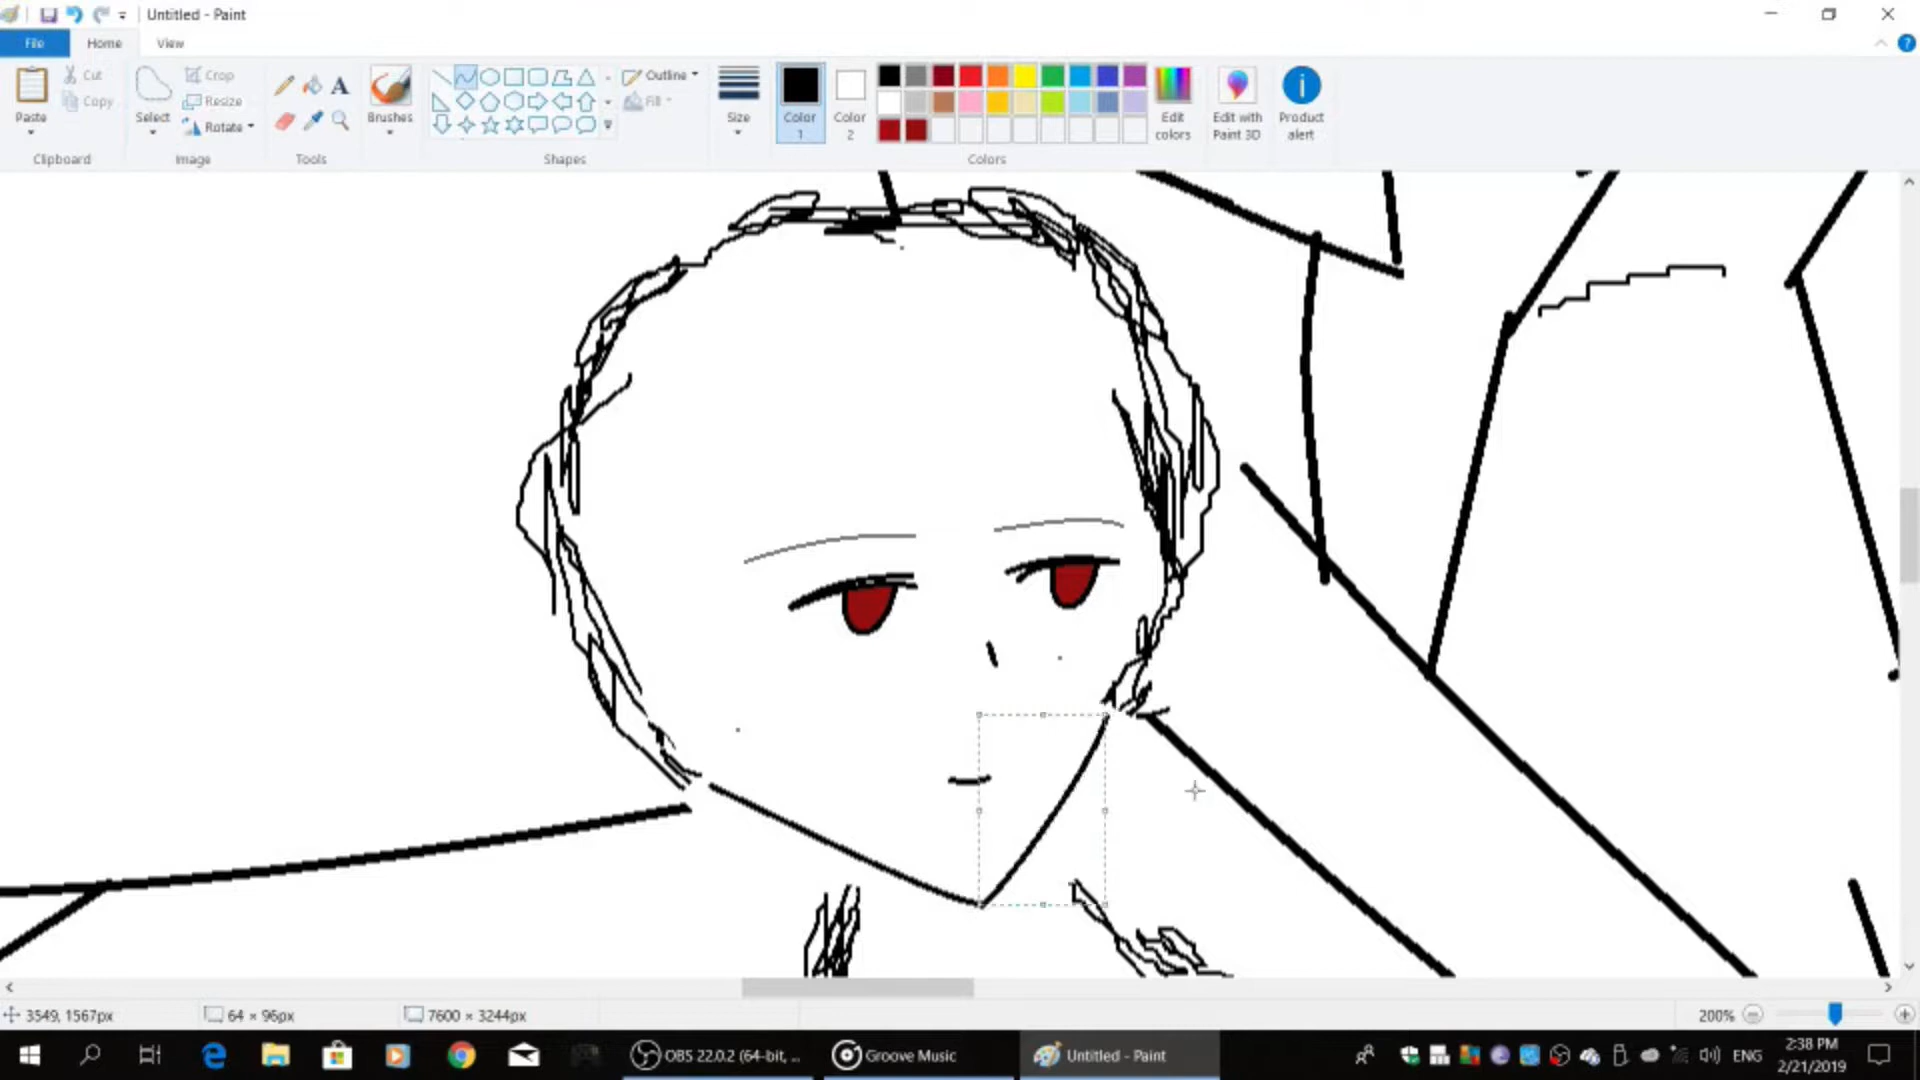 Untitled - Paint
File
Home
View
Paste
Cut
Copy
Clipboard
Select
Crop
Resize
Rotate
Image
Tools
Brushes
Shapes
Outline
Fill
Size
Color
1
Color
2
Edit
colors
Edit with
Paint 3D
Product
alert
Colors
3549, 1567px
64 × 96px
7600 × 3244px
200%
OBS 22.0.2 (64-bit, ...
Groove Music
Untitled - Paint
ENG
2:38 PM
2/21/2019